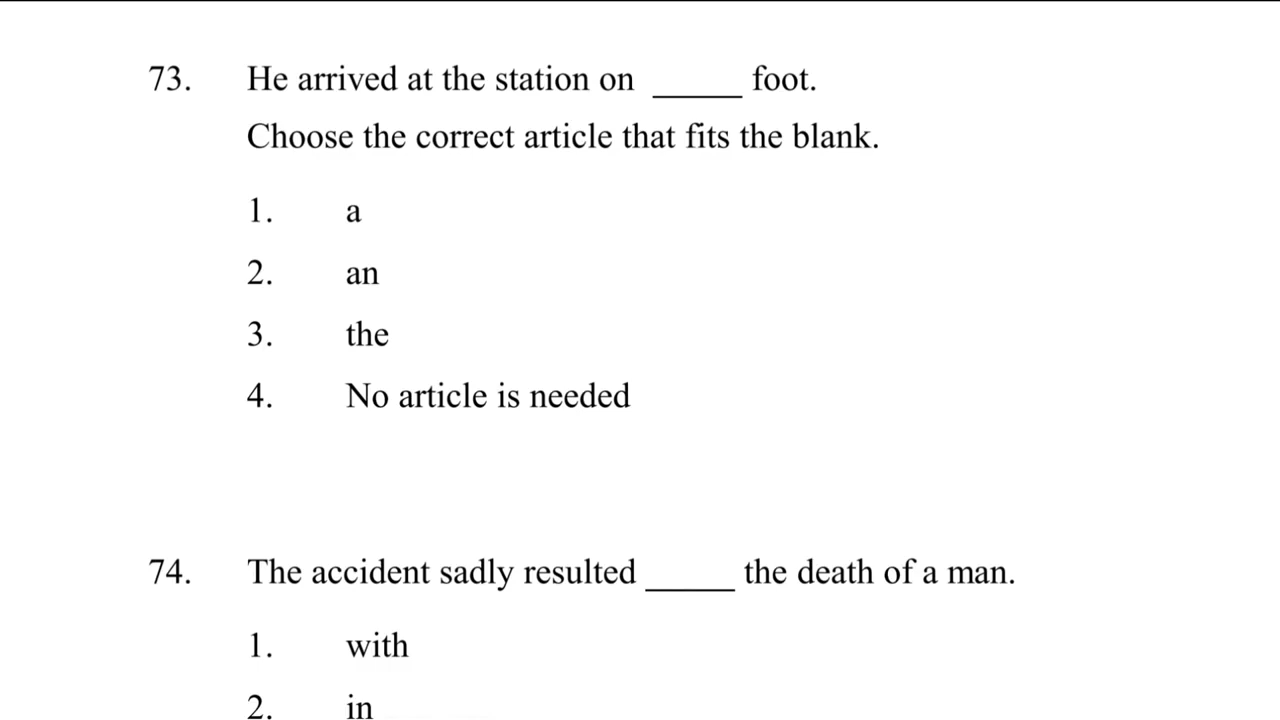 73. He arrived at the station on ______ foot.
Choose the correct article that fits the blank.
1. a
2. an
3. the
4. No article is needed
74. The accident sadly resulted ______ the death of a man.
1. with
2. in